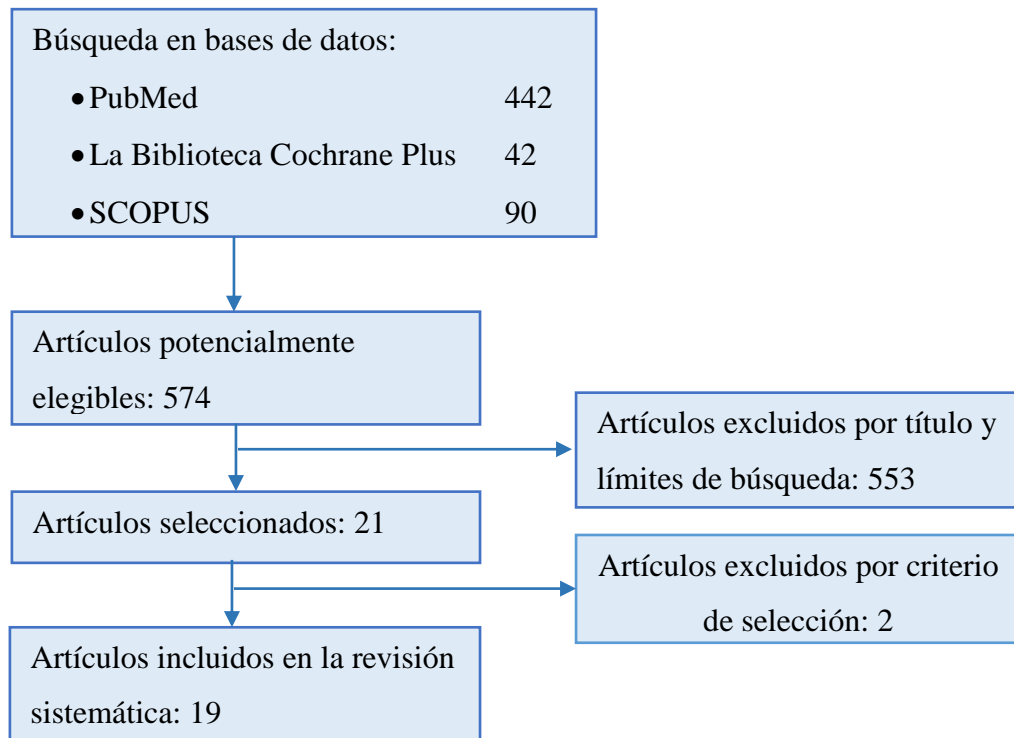 Búsqueda en bases de datos:
•PubMed 442
•La Biblioteca Cochrane Plus 42
•SCOPUS 90
Artículos potencialmente
elegibles: 574
Artículos excluidos por título y
límites de búsqueda: 553
Artículos seleccionados: 21
Artículos excluidos por criterio
de selección: 2
Artículos incluidos en la revisión
sistemática: 19